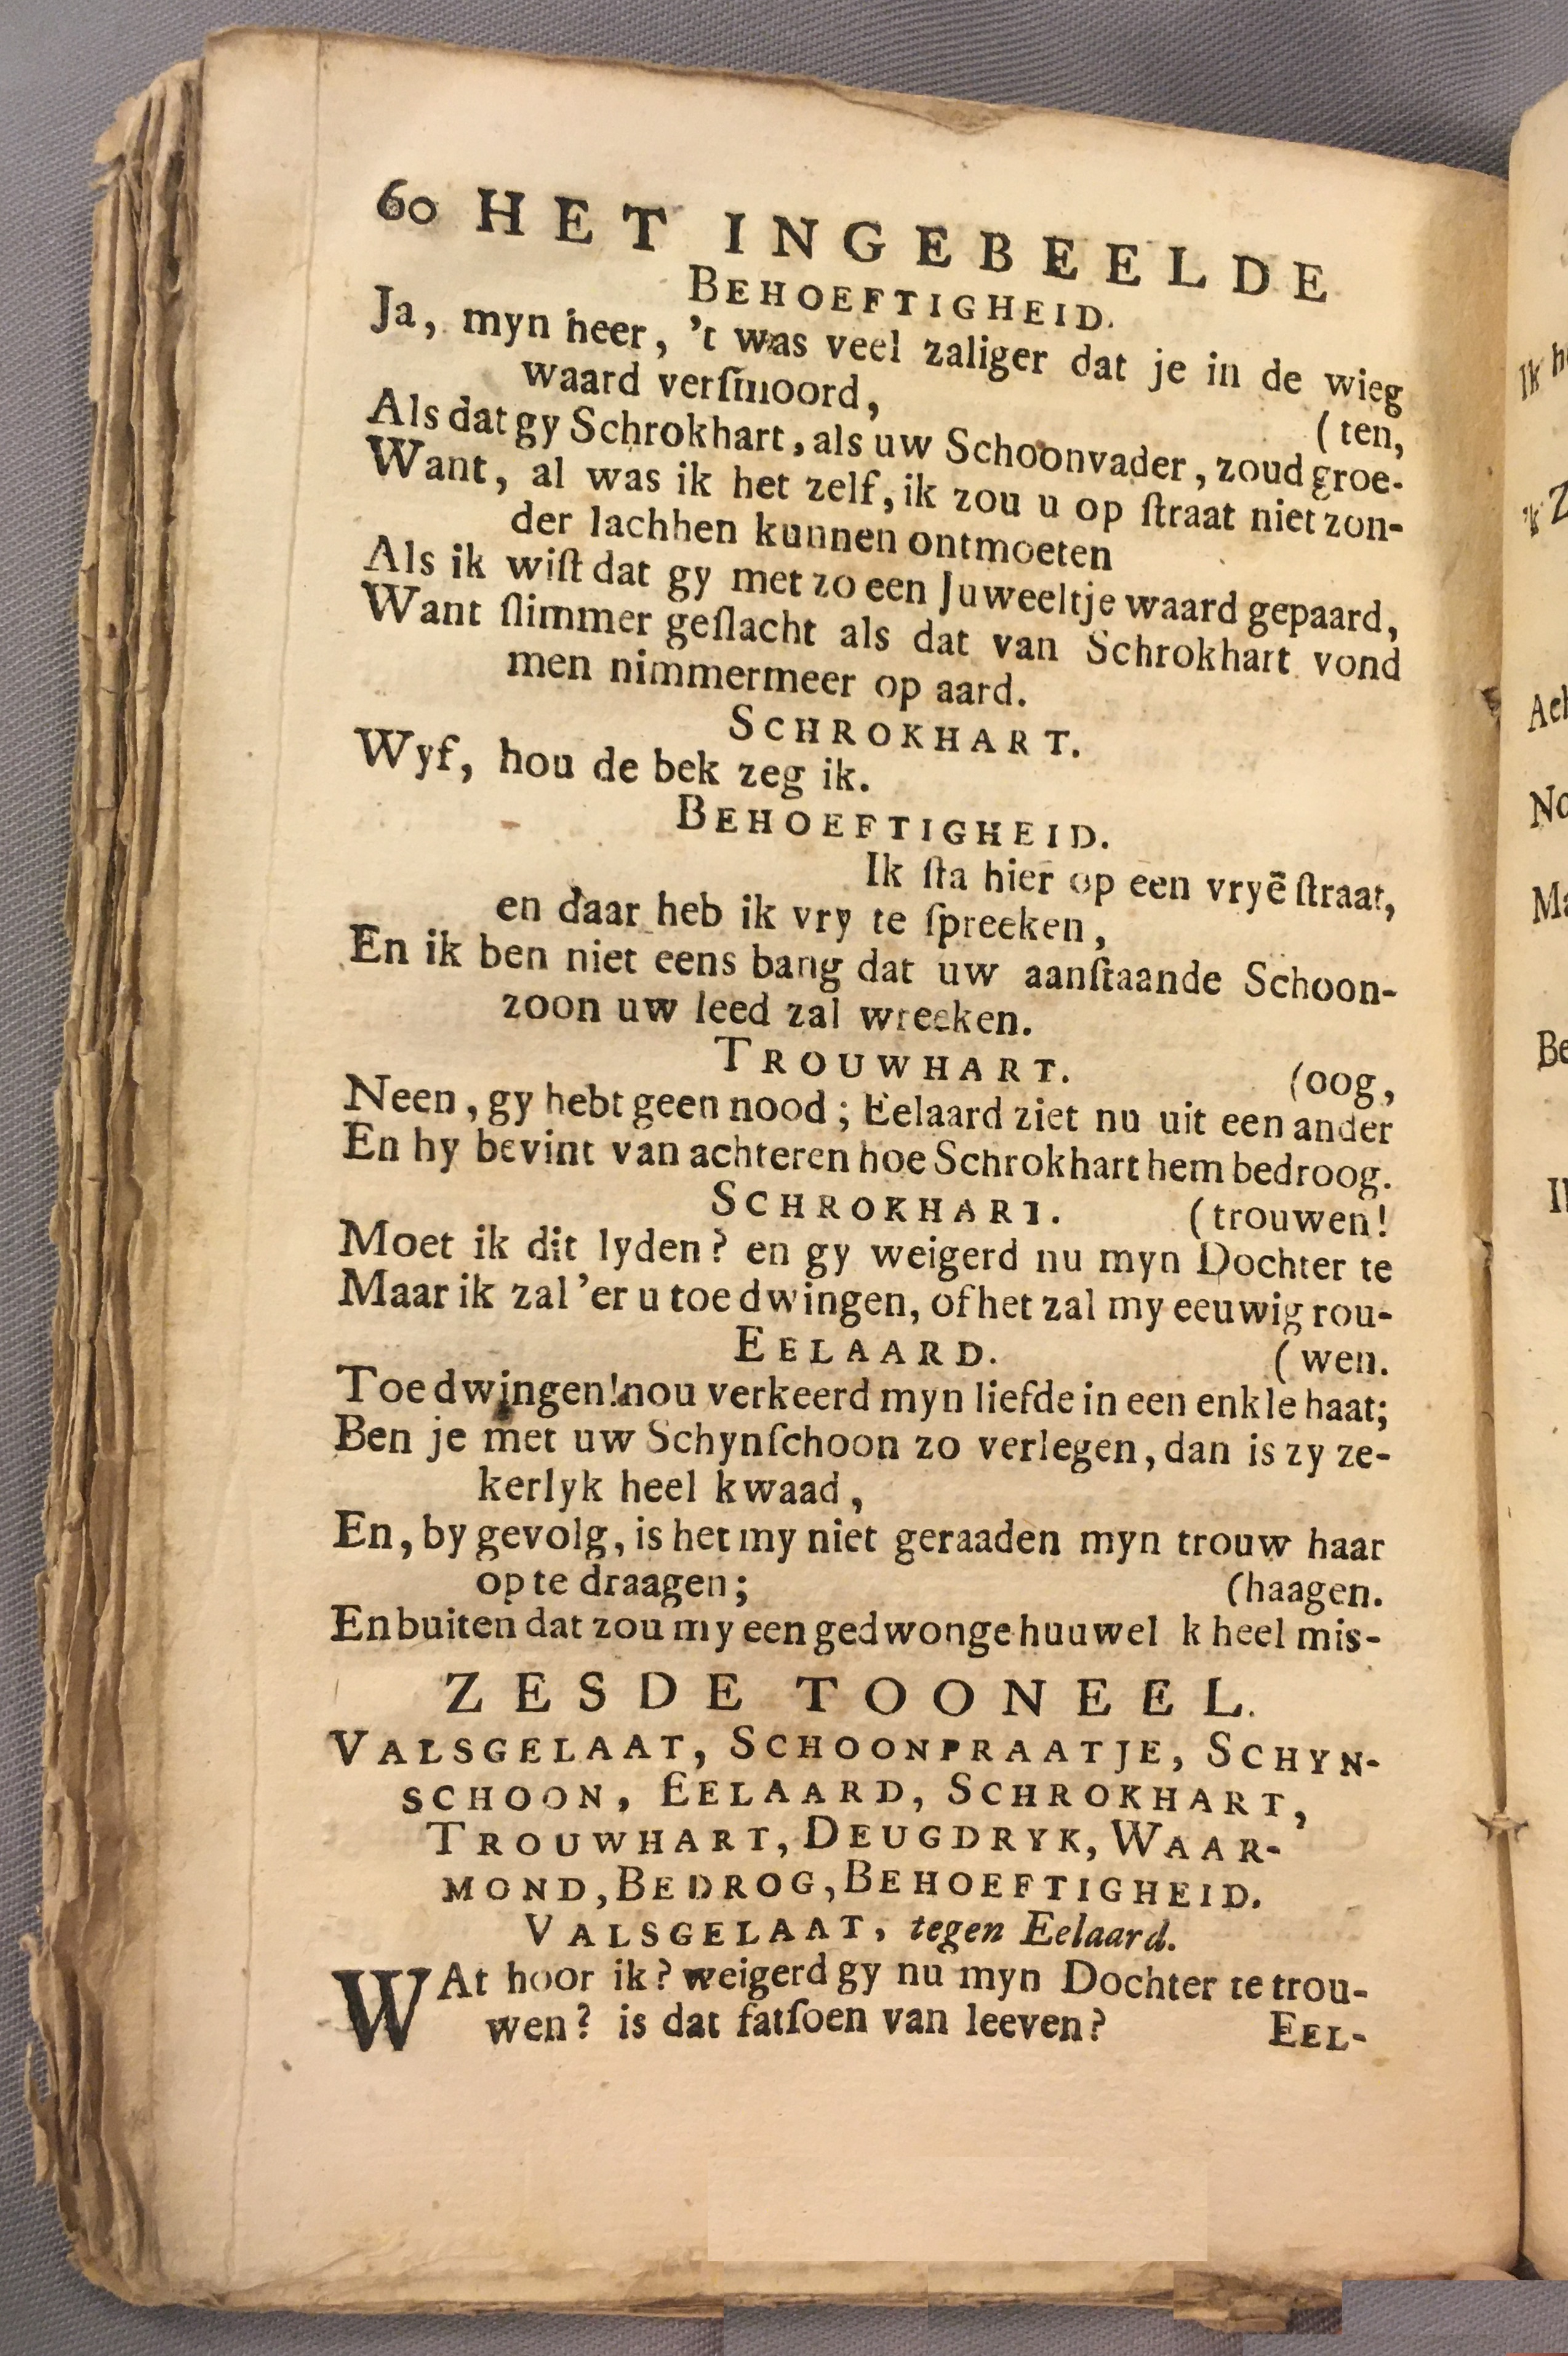 60 HET INGEBEELDE
BEHOEFTIGHEID.
Ja, myn heer, 't was veel zaliger dat je in de wieg
waard verſmoord,
(ten,
Als dat gy Schrokhart, als uw Schoonvader, zoud groe-
Want, al was ik het zelf, ik zou u op ſtraat niet zon-
der lachhen kunnen ontmoeten
Als ik wiſt dat gy met zo een Juweeltje waard gepaard,
Want ſlimmer geſlacht als dat van Schrokhart vond
men nimmermeer op aard.
SCHROKHART.
Wyf, hou de bek zeg ik.
BEHOEFTIGHEID.
Ik ſta hier op een vryē ſtraat,
en daar heb ik vry te ſpreeken,
En ik ben niet eens bang dat uw aanſtaande Schoon-
zoon uw leed zal wreeken.
TROUWHART.
(oog,
Neen, gy hebt geen nood; Eelaard ziet nu uit een ander
En hy bevint van achteren hoe Schrokhart hem bedroog.
SCHROKHART. (trouwen!
Moet ik dit lyden? en gy weigerd nu myn Dochter te
Maar ik zal 'er u toe dwingen, of het zal my eeuwig rou-
EELAARD. (wen.
Toe dwingen! nou verkeerd myn liefde in een enkle haat;
Ben je met uw Schynſchoon zo verlegen, dan is zy ze-
kerlyk heel kwaad,
En, by gevolg, is het my niet geraaden myn trouw haar
op te draagen; (haagen.
En buiten dat zou my een gedwonge huuwel k heel mis-
ZESDE TOONEEL.
VALSGELAAT, SCHOONPRAATJE, SCHYN-
SCHOON, EELAARD, SCHROKHART,
TROUWHART, DEUGDRYK, WAAR-
MOND, BEDROG, BEHOEFTIGHEID.
VALSGELAAT, tegen Eelaard.
WAt hoor ik? weigerd gy nu myn Dochter te trou-
wen? is dat fatſoen van leeven? EEL-